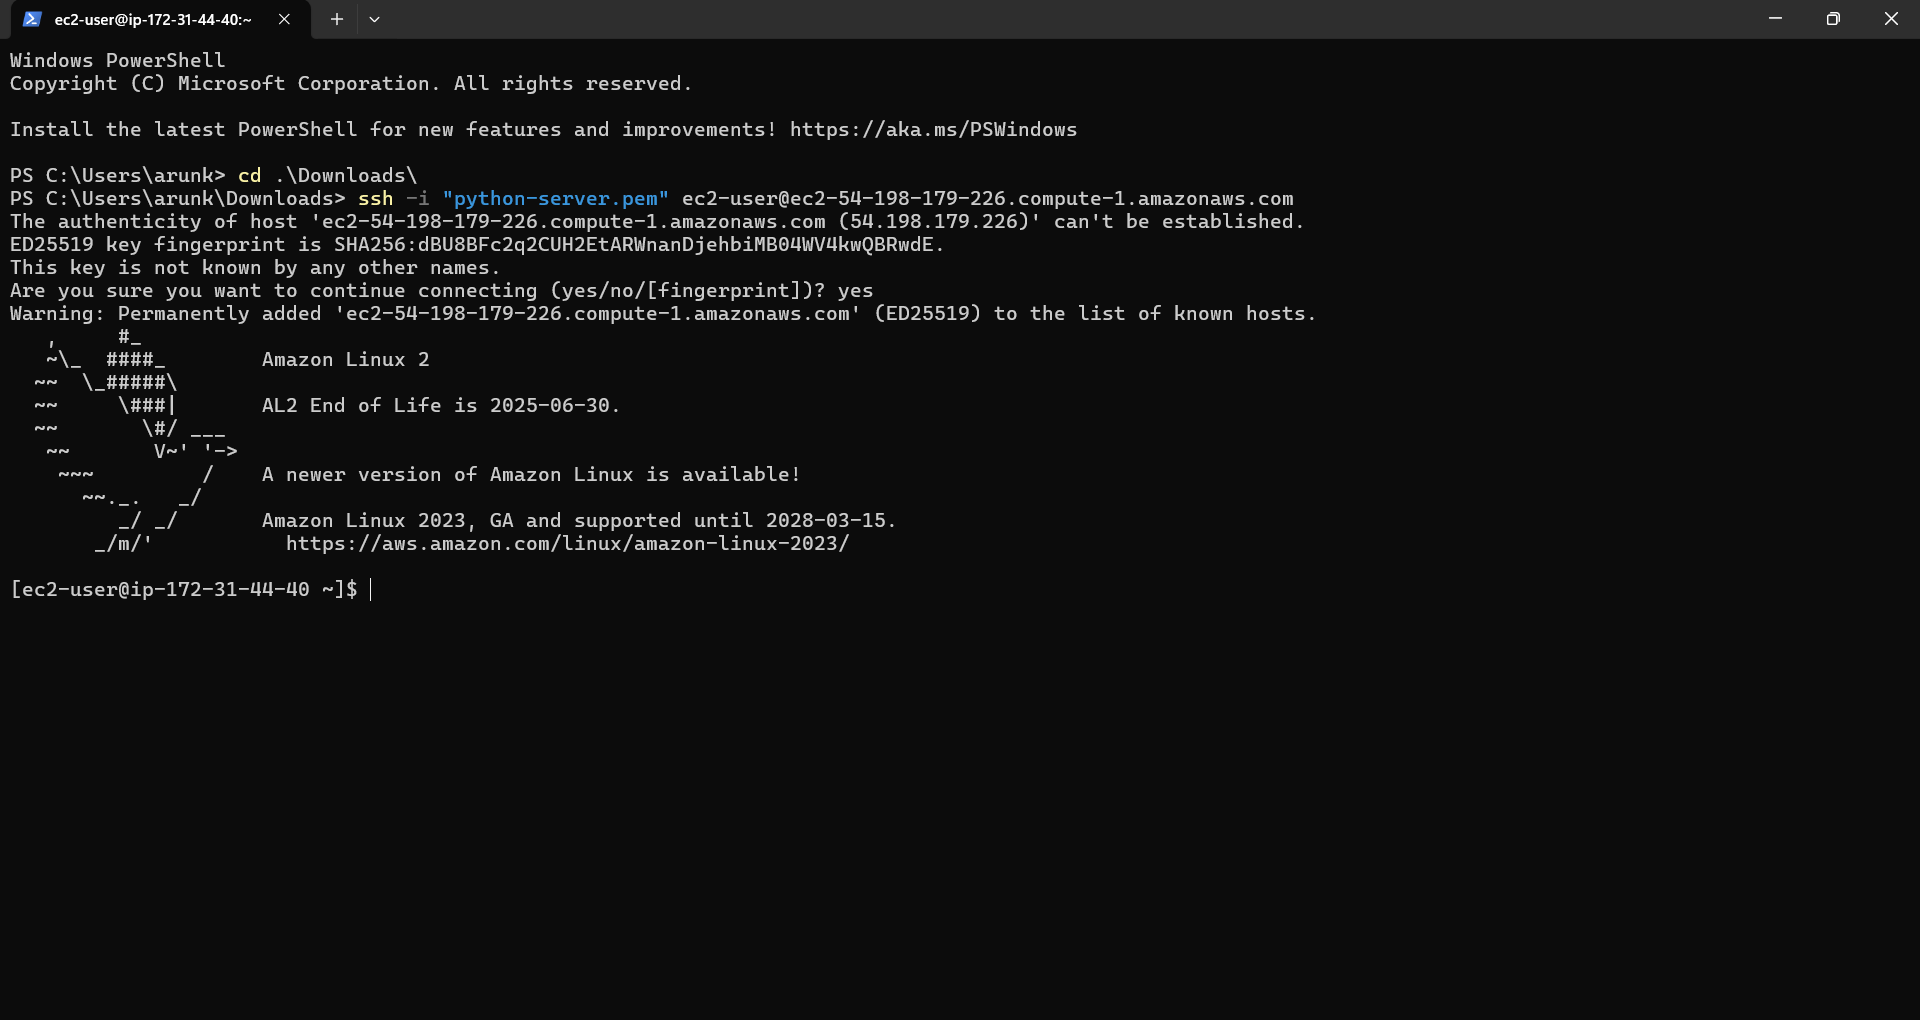 ec2-user@ip-172-31-44-40:~
Windows PowerShell
Copyright (C) Microsoft Corporation. All rights reserved.
Install the latest PowerShell for new features and improvements! https://aka.ms/PSWindows
PS C:\Users\arunk> cd .\Downloads\
PS C:\Users\arunk\Downloads> ssh -i "python-server.pem" ec2-user@ec2-54-198-179-226.compute-1.amazonaws.com
The authenticity of host 'ec2-54-198-179-226.compute-1.amazonaws.com (54.198.179.226)' can't be established.
ED25519 key fingerprint is SHA256:dBU8BFc2q2CUH2EtARWnanDjehbiMB04WV4kwQBRwdE.
This key is not known by any other names.
Are you sure you want to continue connecting (yes/no/[fingerprint])? yes
Warning: Permanently added 'ec2-54-198-179-226.compute-1.amazonaws.com' (ED25519) to the list of known hosts.
   ,     #_
   ~\_  ####_        Amazon Linux 2
  ~~  \_#####\
  ~~     \###|       AL2 End of Life is 2025-06-30.
  ~~       \#/ ___
   ~~       V~' '->
    ~~~         /    A newer version of Amazon Linux is available!
      ~~._.   _/
         _/ _/       Amazon Linux 2023, GA and supported until 2028-03-15.
       _/m/'           https://aws.amazon.com/linux/amazon-linux-2023/
[ec2-user@ip-172-31-44-40 ~]$